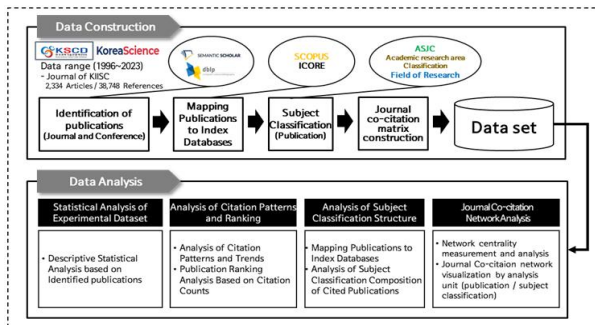 Data Construction
KSCD
KoreaScience
Data range (1996~2023)
- Journal of KIISC
2,334 Articles / 38,748 References
SEMANTIC SCHOLAR
dblp
SCOPUS
ICORE
ASJC
Academic research area
Classification
Field of Research
Identification of
publications
(Journal and Conference)
Mapping
Publications
to Index
Databases
Subject
Classification
(Publication)
Journal
co-citation
matrix
construction
Data set
Data Analysis
Statistical Analysis of
Experimental Dataset
• Descriptive Statistical
Analysis based on
Identified publications
Analysis of Citation Patterns
and Ranking
• Analysis of Citation
Patterns and Trends
• Publication Ranking
Analysis Based on Citation
Counts
Analysis of Subject
Classification Structure
• Mapping Publications to
Index Databases
• Analysis of Subject
Classification Composition
of Cited Publications
Journal Co-citation
Network Analysis
• Network centrality
measurement and analysis
• Journal Co-citaion network
visualization by analysis
unit (publication / subject
classification)